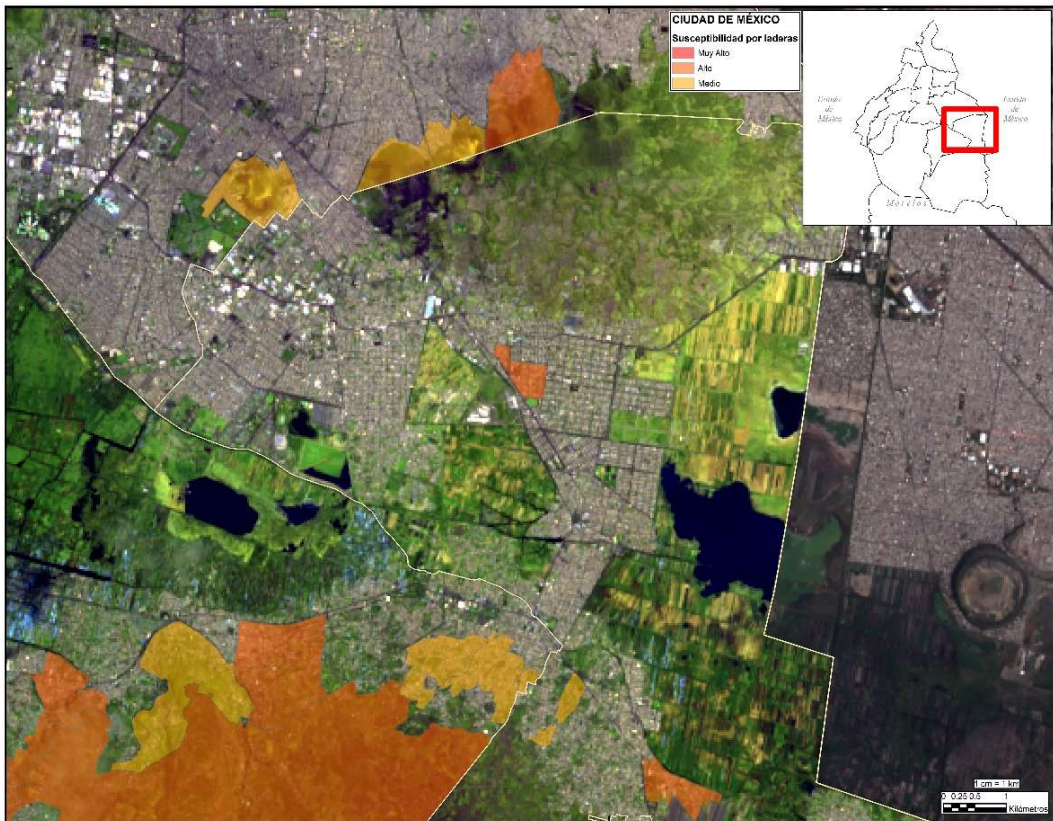 CIUDAD DE MÉXICO
Susceptibilidad por laderas
Muy Alto
Alto
Medio
Estado
de
México
Estado
de
México
Morelos
1 cm = 1 km
0 0.25 0.5 1
Kilómetros